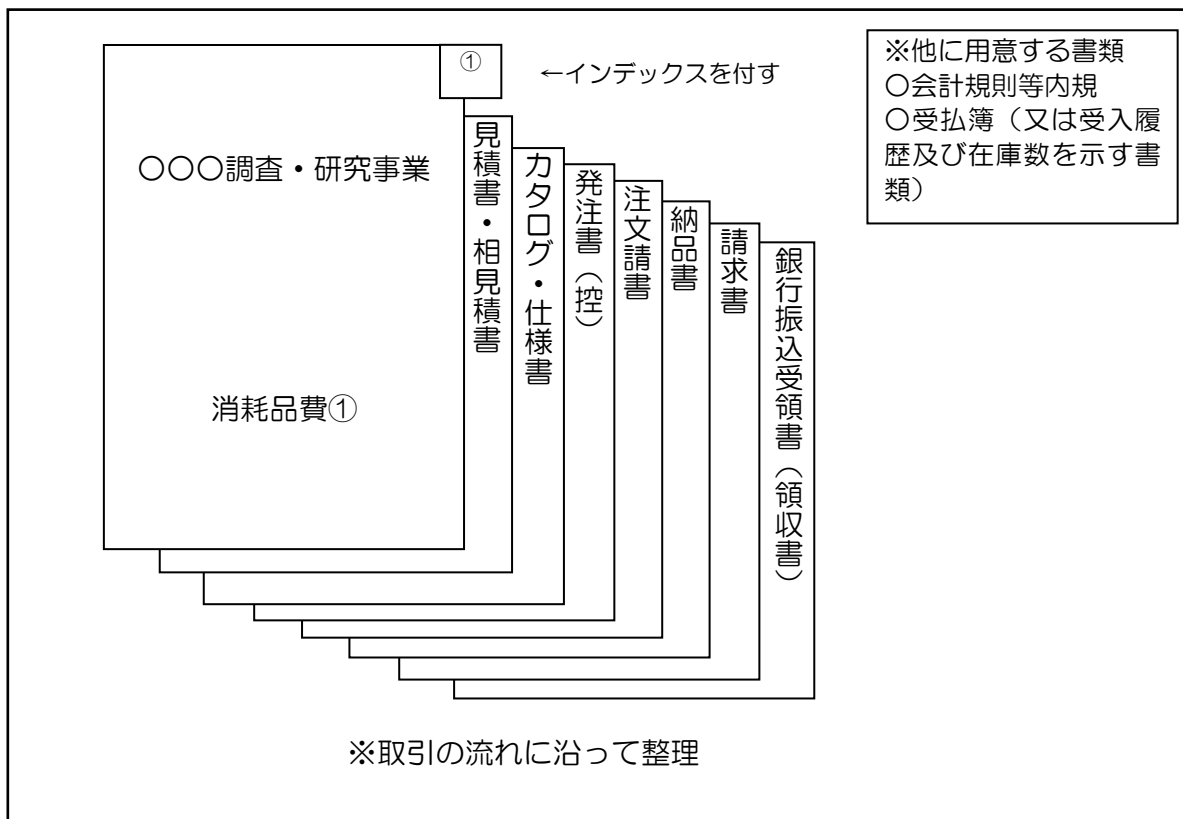 ①
←インデックスを付す
〇〇〇調査・研究事業
消耗品費①
見積書・相見積書
カタログ・仕様書
発注書（控）
注文請書
納品書
請求書
銀行振込受領書（領収書）
※取引の流れに沿って整理
※他に用意する書類
〇会計規則等内規
〇受払簿（又は受入履
歴及び在庫数を示す書
類）